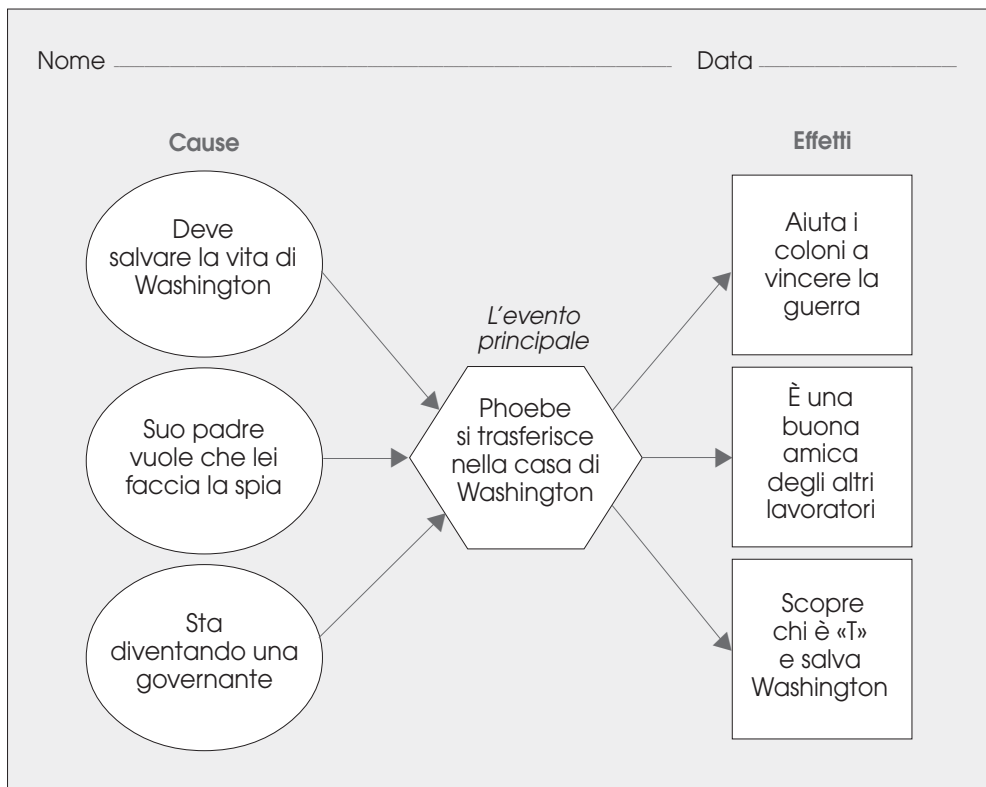 Nome
Data
Cause
Effetti
Deve
salvare la vita di
Washington
Suo padre
vuole che lei
faccia la spia
Sta
diventando una
governante
L'evento
principale
Phoebe
si trasferisce
nella casa di
Washington
Aiuta i
coloni a
vincere la
guerra
È una
buona
amica
degli altri
lavoratori
Scopre
chi è «T»
e salva
Washington